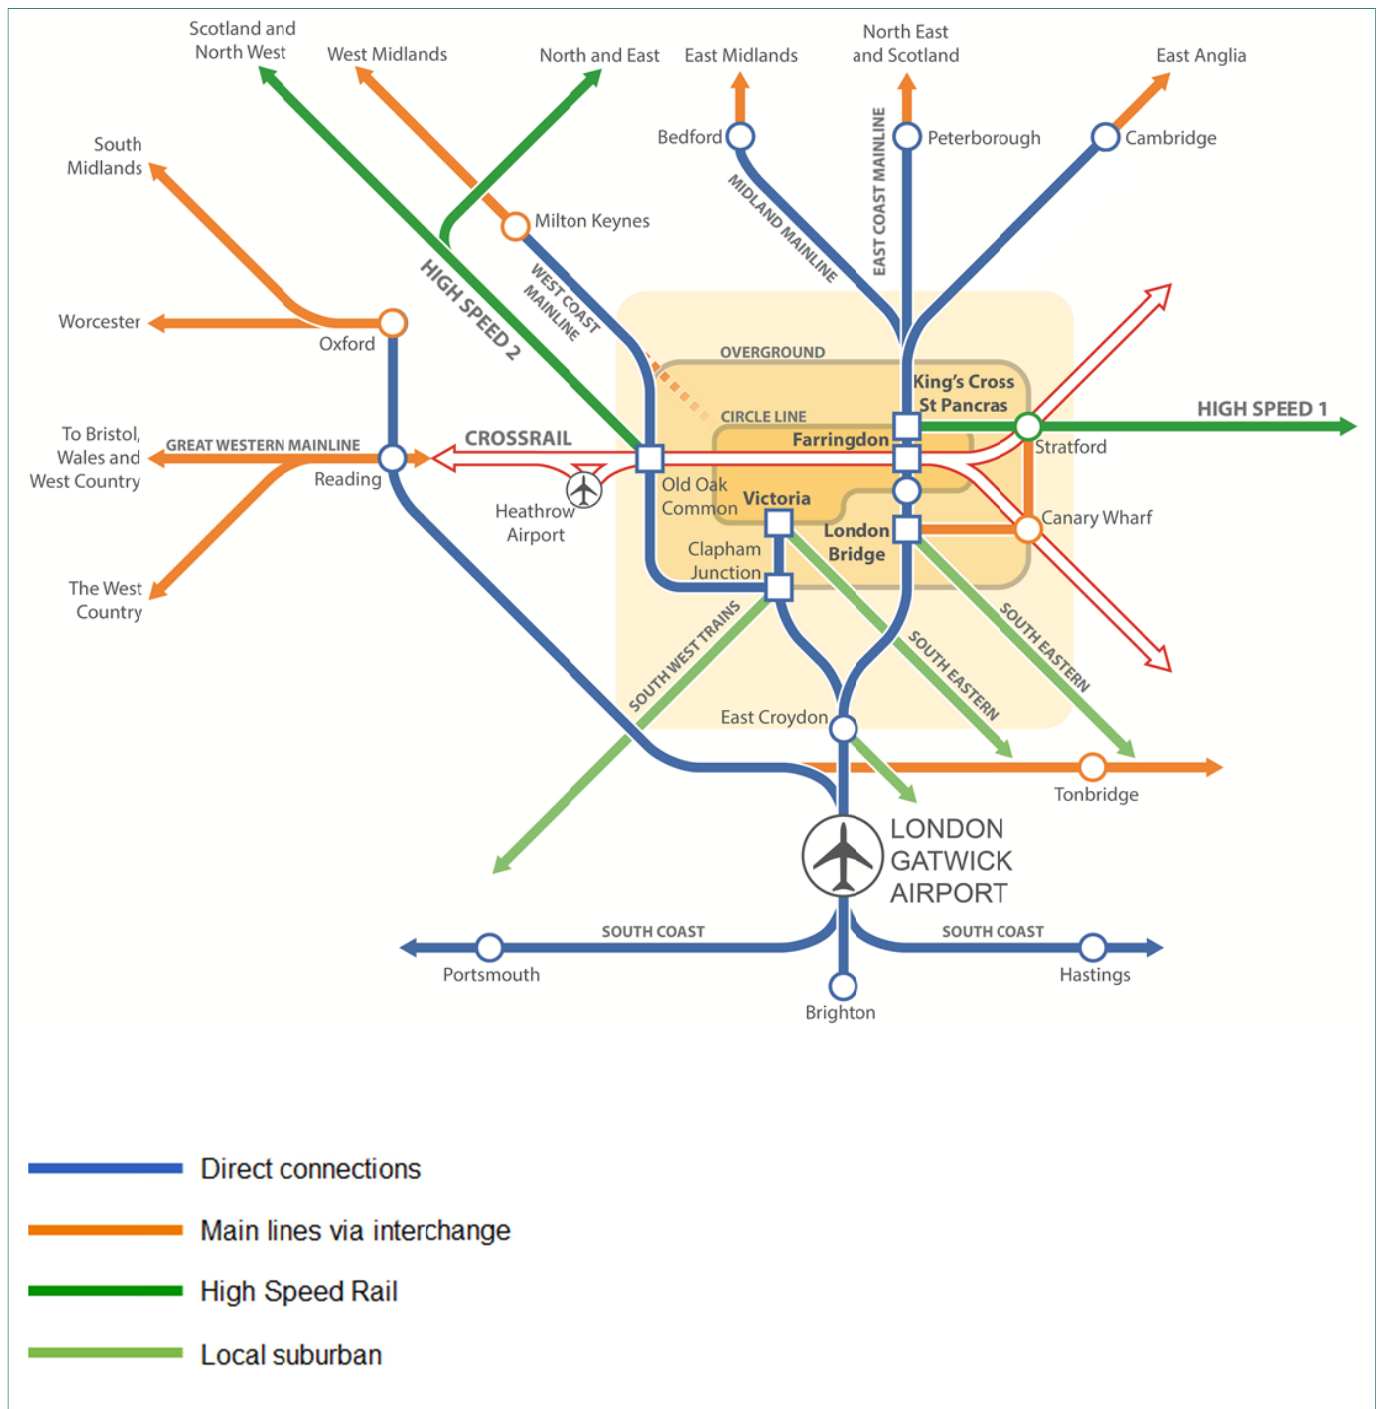 Scotland and
North West
West Midlands
North and East
East Midlands
North East
and Scotland
East Anglia
South
Midlands
Bedford
EAST COAST MAINLINE
Peterborough
Cambridge
MIDLAND MAINLINE
Milton Keynes
HIGH SPEED 2
WEST COAST
MAINLINE
Worcester
Oxford
OVERGROUND
King's Cross
St Pancras
CIRCLE LINE
HIGH SPEED 1
To Bristol,
Wales and
West Country
GREAT WESTERN MAINLINE
Reading
CROSSRAIL
Farringdon
Stratford
Heathrow
Airport
Old Oak
Common
Victoria
London
Bridge
Canary Wharf
Clapham
Junction
The West
Country
SOUTH WEST TRAINS
SOUTH EASTERN
SOUTH EASTERN
East Croydon
Tonbridge
LONDON
GATWICK
AIRPORT
SOUTH COAST
SOUTH COAST
Portsmouth
Hastings
Brighton
Direct connections
Main lines via interchange
High Speed Rail
Local suburban